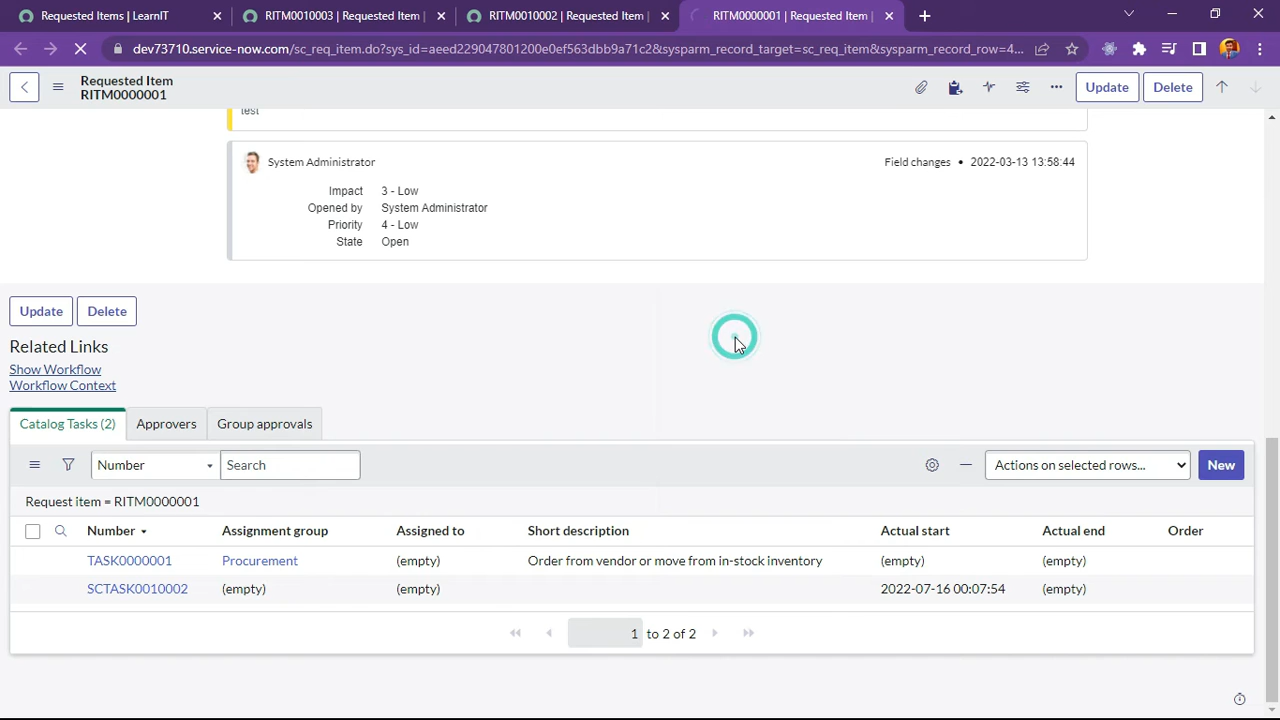 Requested Items | LearnIT
RITM0010003 | Requested Item |
RITM0010002 | Requested Item |
RITM0000001 | Requested Item |
dev73710.service-now.com/sc_req_item.do?sys_id=aeed229047801200e0ef563dbb9a71c2&sysparm_record_target=sc_req_item&sysparm_record_row=4...
Requested Item
RITM0000001
Update
Delete
test
System Administrator
Field changes • 2022-03-13 13:58:44
Impact 3 - Low
Opened by System Administrator
Priority 4 - Low
State Open
Update
Delete
Related Links
Show Workflow
Workflow Context
Catalog Tasks (2)
Approvers
Group approvals
Number
Search
Actions on selected rows...
New
Request item = RITM0000001
Number Assignment group Assigned to Short description Actual start Actual end Order
TASK0000001 Procurement (empty) Order from vendor or move from in-stock inventory (empty) (empty)
SCTASK0010002 (empty) (empty) 2022-07-16 00:07:54 (empty)
1 to 2 of 2